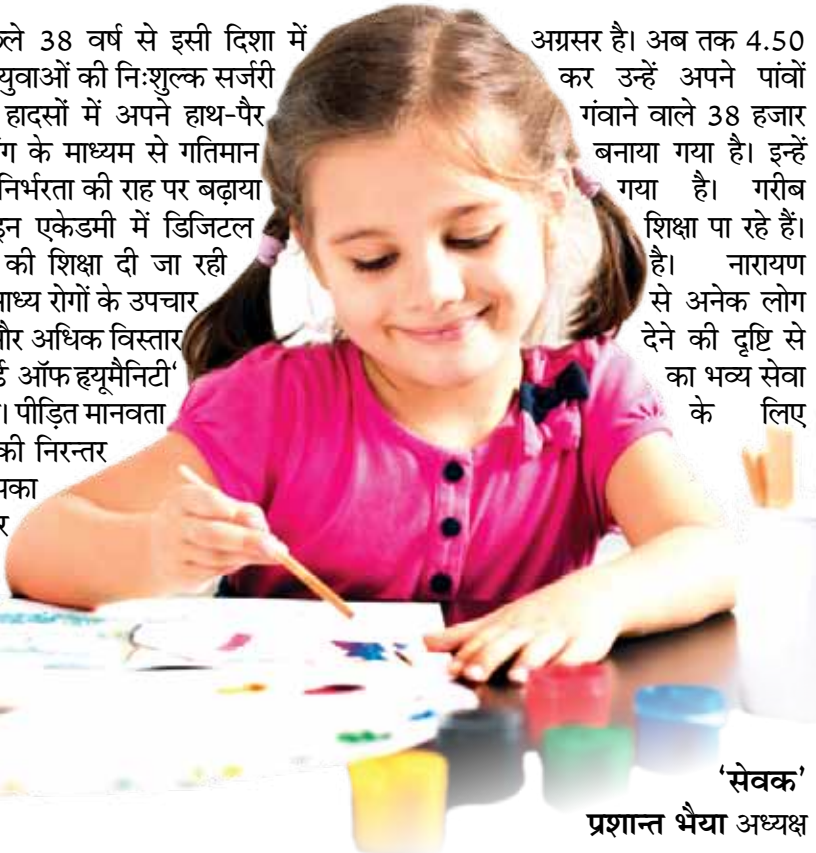 38 वर्ष से इसी दिशा में अग्रसर है। अब तक 4.50
युवाओं की निःशुल्क सर्जरी कर उन्हें अपने पांवों
हादसों में अपने हाथ-पैर गंवाने वाले 38 हजार
के माध्यम से गतिमान बनाया गया है। इन्हें
निर्भरता की राह पर बढ़ाया गया है। गरीब
एकेडमी में डिजिटल शिक्षा पा रहे हैं।
की शिक्षा दी जा रही है। नारायण
रोगों के उपचार से अनेक लोग
और अधिक विस्तार देने की दृष्टि से
ऑफ हृयूमैनिटी‘ का भव्य सेवा
। पीड़ित मानवता के लिए
की निरन्तर
‘सेवक’
प्रशान्त भैया अध्यक्ष